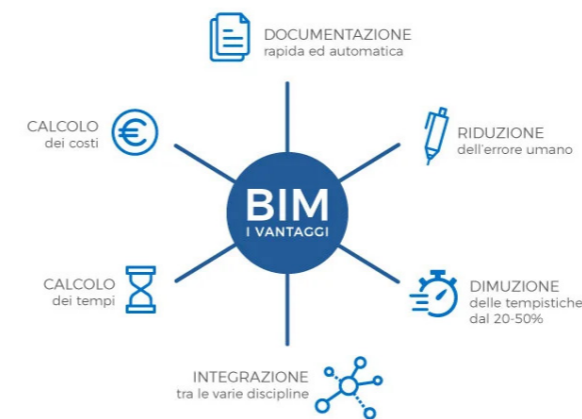 DOCUMENTAZIONE
rapida ed automatica
CALCOLO
dei costi
€
RIDUZIONE
dell'errore umano
BIM
I VANTAGGI
CALCOLO
dei tempi
DIMUZIONE
delle tempistiche
dal 20-50%
INTEGRAZIONE
tra le varie discipline